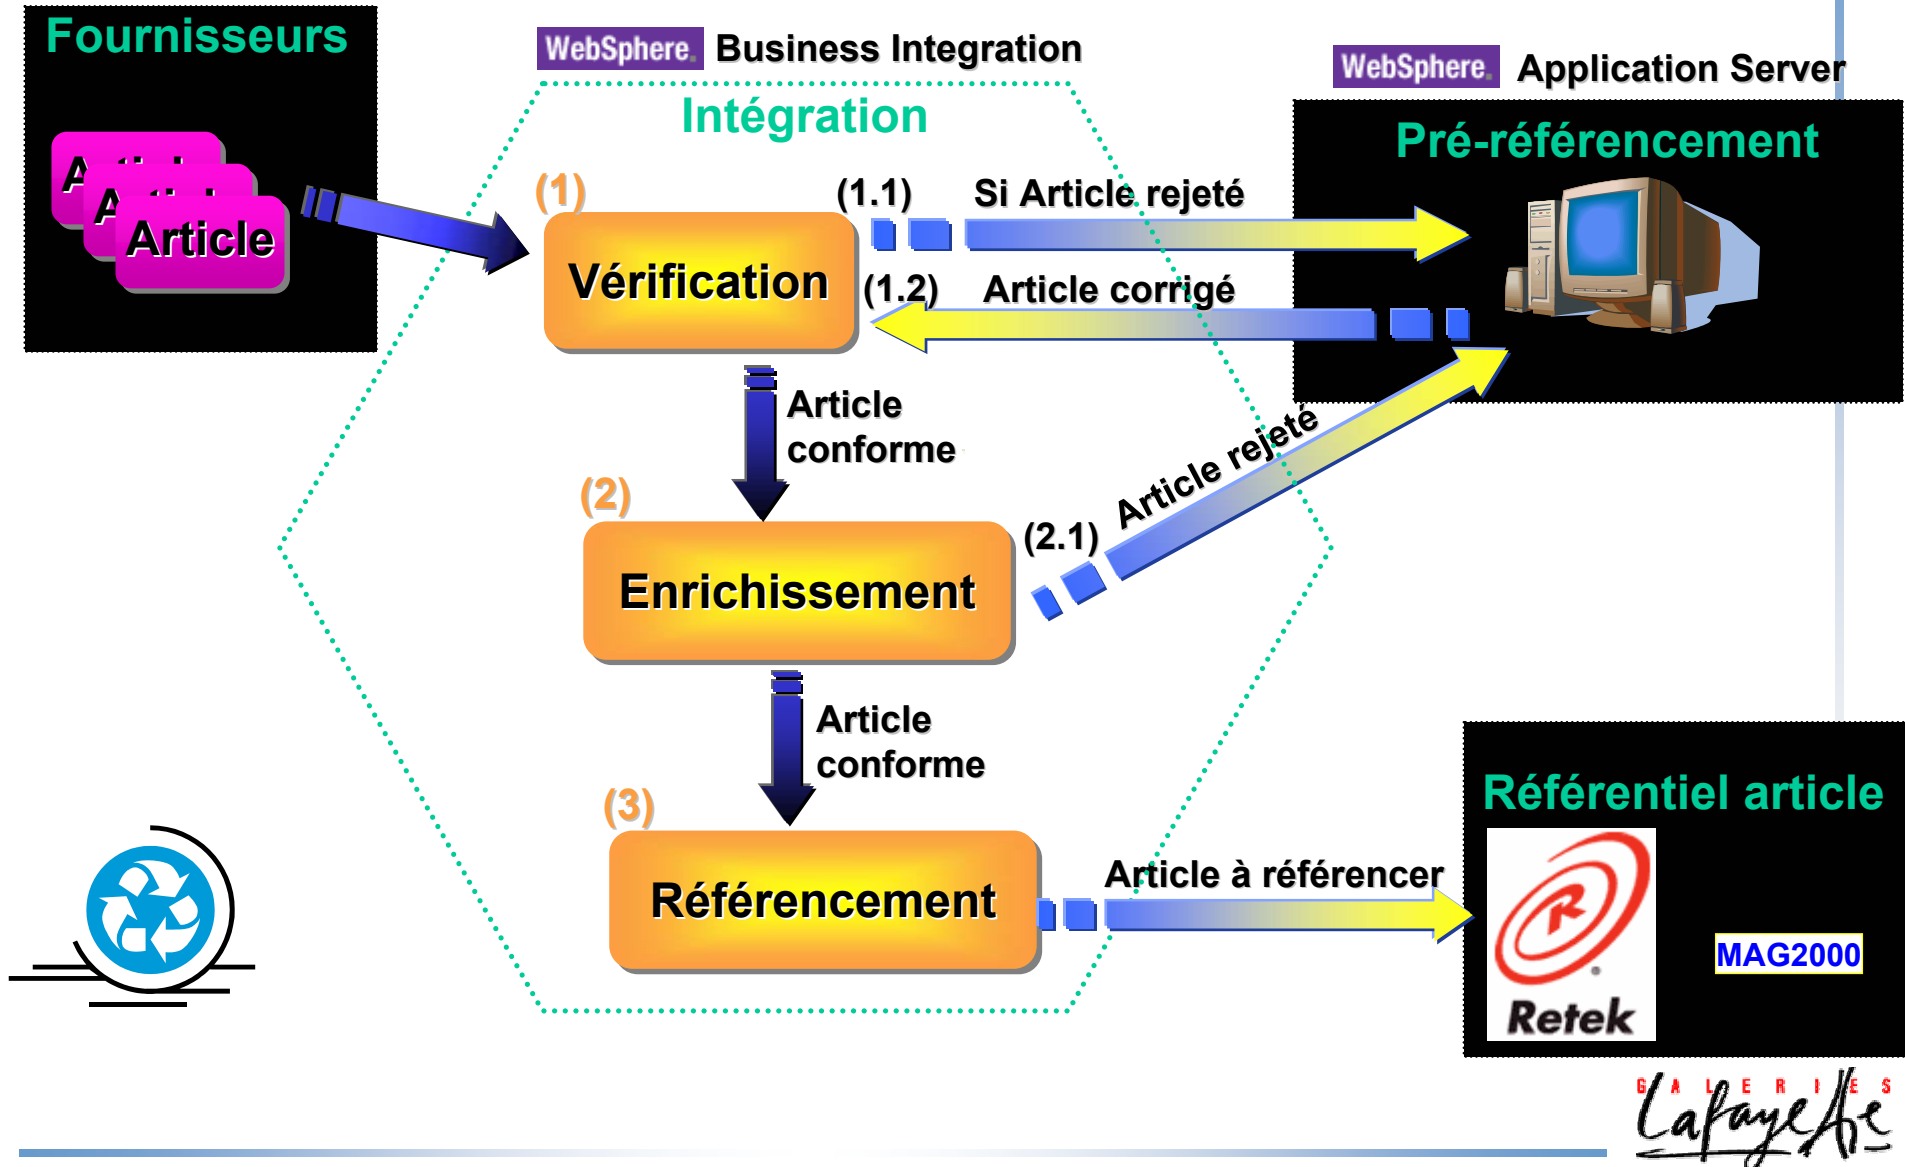 Fournisseurs
Article
Article
Article
WebSphere. Business Integration
Intégration
WebSphere. Application Server
Pré-référencement
(1)
Vérification
(1.1) Si Article rejeté
(1.2) Article corrigé
Article
conforme
(2)
Enrichissement
(2.1) Article rejeté
Article
conforme
(3)
Référencement
Article à référencer
Référentiel article
Retek
MAG2000
GALERIES
Lafayette